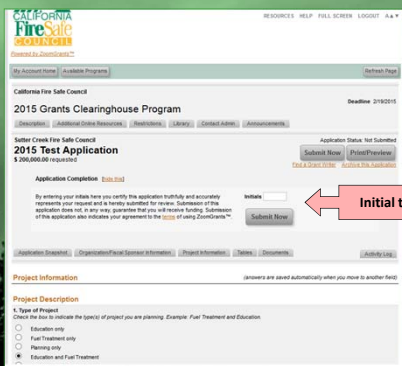 CALIFORNIA
Fire Safe
COUNCIL
Powered by ZoomGrants™
RESOURCES HELP FULL SCREEN LOGOUT A▲▼
My Account Home Available Programs Refresh Page
California Fire Safe Council
2015 Grants Clearinghouse Program
Deadline 2/19/2015
Description Additional Online Resources Restrictions Library Contact Admin Announcements
Sutter Creek Fire Safe Council
Application Status: Not Submitted
2015 Test Application
Submit Now Print/Preview
$ 200,000.00 requested
Find a Grant Writer Archive this Application
Application Completion [hide this]
By entering your initials here you certify this application truthfully and accurately
represents your request and is hereby submitted for review. Submission of this
application does not, in any way, guarantee that you will receive funding. Submission
of this application also indicates your agreement to the terms of using ZoomGrants™.
Initials
Submit Now
Initial t
Application Snapshot Organization/Fiscal Sponsor Information Project Information Tables Documents Activity Log
Project Information
(answers are saved automatically when you move to another field)
Project Description
1. Type of Project
Check the box to indicate the type(s) of project you are planning. Example: Fuel Treatment and Education.
Education only
Fuel Treatment only
Planning only
Education and Fuel Treatment